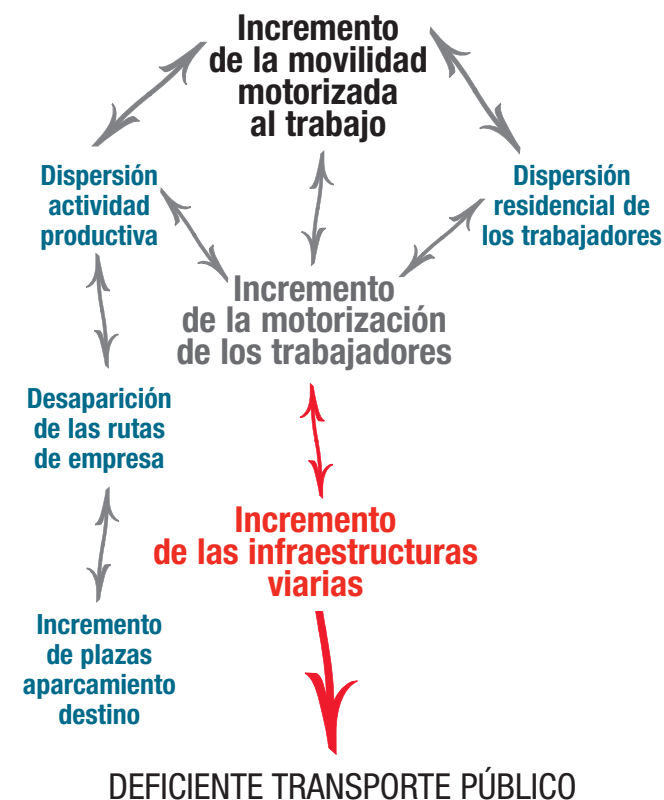 Incremento
de la movilidad
motorizada
al trabajo
Dispersión
actividad
productiva
Dispersión
residencial de
los trabajadores
Incremento
de la motorización
de los trabajadores
Desaparición
de las rutas
de empresa
Incremento
de las infraestructuras
viarias
Incremento
de plazas
aparcamiento
destino
DEFICIENTE TRANSPORTE PÚBLICO